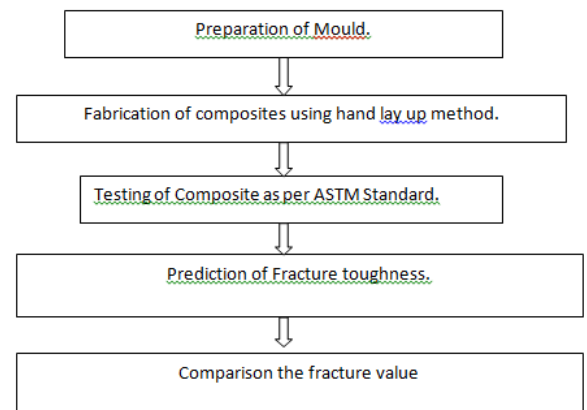 Preparation of Mould.
Fabrication of composites using hand lay up method.
Testing of Composite as per ASTM Standard.
Prediction of Fracture toughness.
Comparison the fracture value